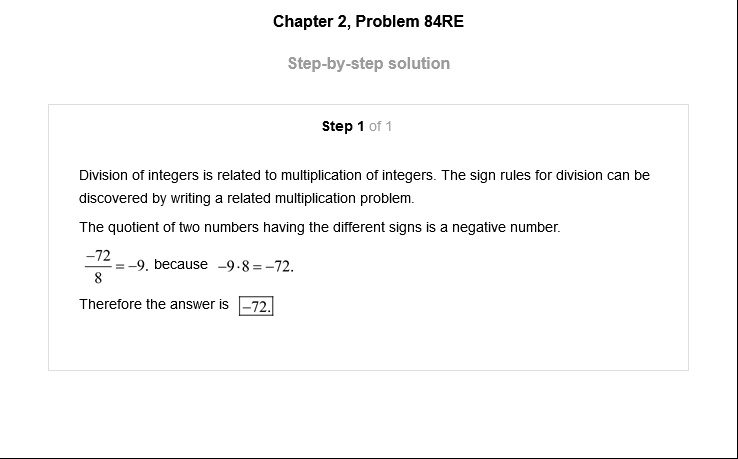 Chapter 2, Problem 84RE
Step-by-step solution
Step 1 of 1
Division of integers is related to multiplication of integers. The sign rules for division can be
discovered by writing a related multiplication problem.
The quotient of two numbers having the different signs is a negative number.
−72/8 = −9. because −9·8 = −72.
Therefore the answer is −72.